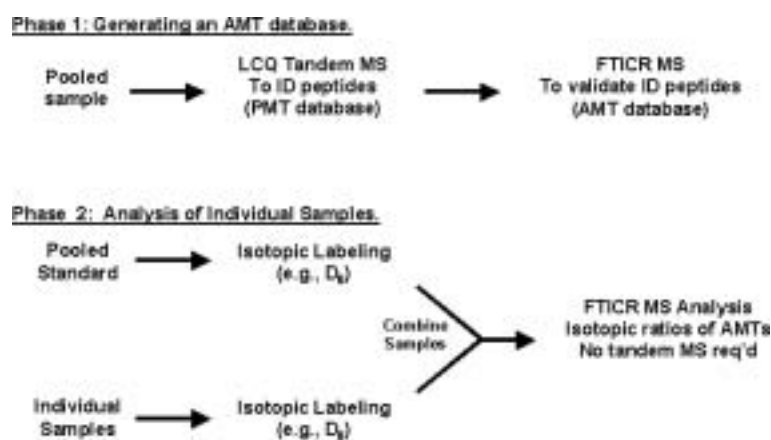 Phase 1: Generating an AMT database.
Pooled
sample
LCQ Tandem MS
To ID peptides
(PMT database)
FTICR MS
To validate ID peptides
(AMT database)
Phase 2: Analysis of Individual Samples.
Pooled
Standard
Isotopic Labeling
(e.g.,
Combine
Samples
FTICR MS Analysis
Isotopic ratios of AMTs
No tandem MS req'd
Individual
Samples
Isotopic Labeling
(e.g.,